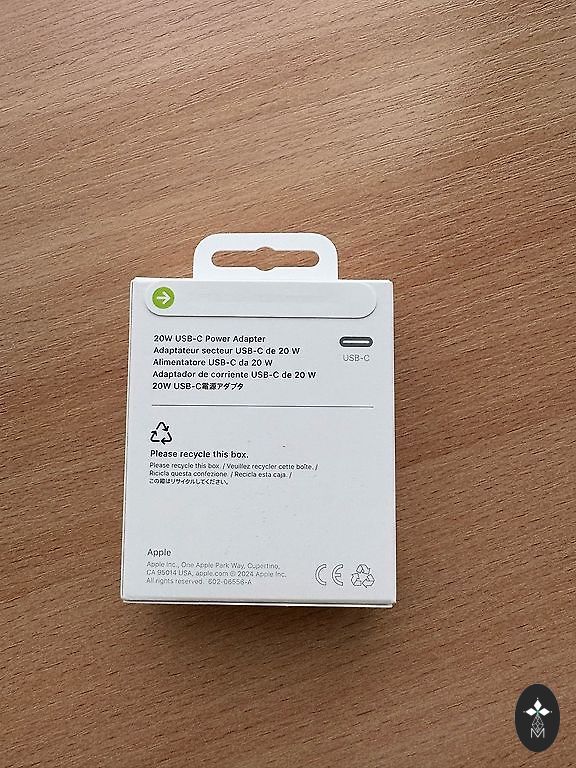 20W USB-C Power Adapter
Adaptateur secteur USB-C de 20 W
Alimentatore USB-C da 20 W
Adaptador de corriente USB-C de 20 W
20W USB-C電源アダプタ
USB-C
Please recycle this box.
Please recycle this box. / Veuillez recycler cette boîte. /
Ricicla questa confezione. / Recicla esta caja. /
この箱はリサイクルしてください。
Apple
Apple Inc., One Apple Park Way, Cupertino,
CA 95014 USA, apple.com © 2024 Apple Inc.
All rights reserved. 602-06556-A
CE
M